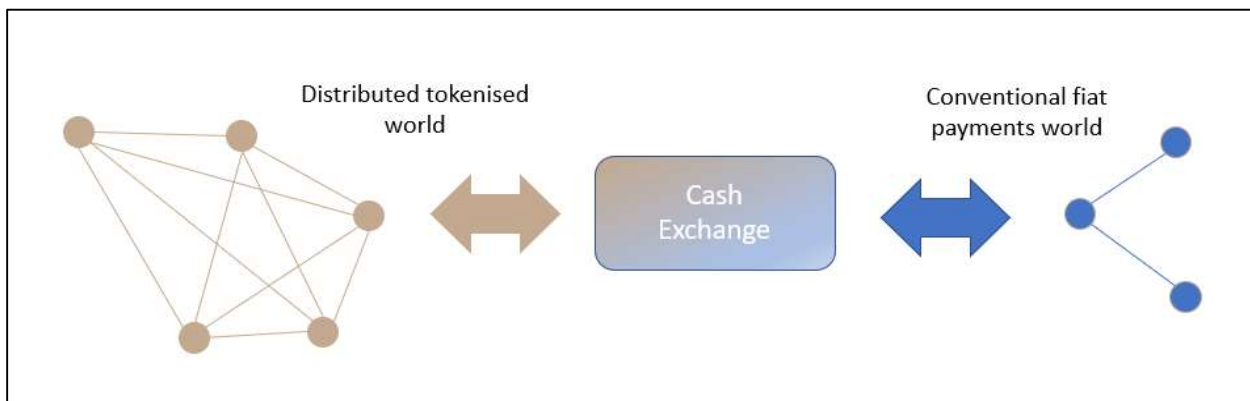 Distributed tokenised
world
Cash
Exchange
Conventional fiat
payments world